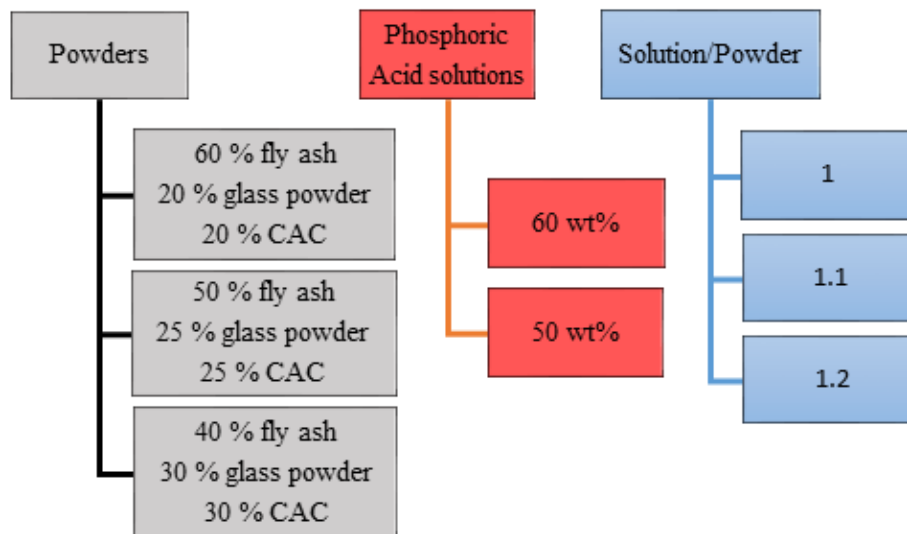 Powders
60 % fly ash
20 % glass powder
20 % CAC
50 % fly ash
25 % glass powder
25 % CAC
40 % fly ash
30 % glass powder
30 % CAC
Phosphoric
Acid solutions
60 wt%
50 wt%
Solution/Powder
1
1.1
1.2